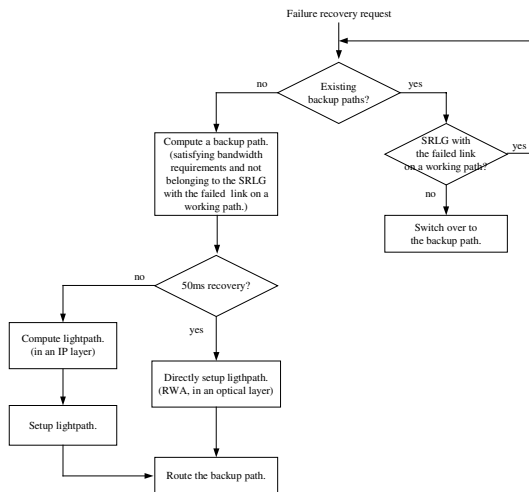 Failure recovery request
no
Existing
backup paths?
yes
Compute a backup path.
(satisfying bandwidth
requirements and not
belonging to the SRLG
with the failed link on a
working path.)
SRLG with
the failed link
on a working path?
yes
no
Switch over to
the backup path.
no
50ms recovery?
yes
Compute lightpath.
(in an IP layer)
Directly setup ligthpath.
(RWA, in an optical layer)
Setup lightpath.
Route the backup path.